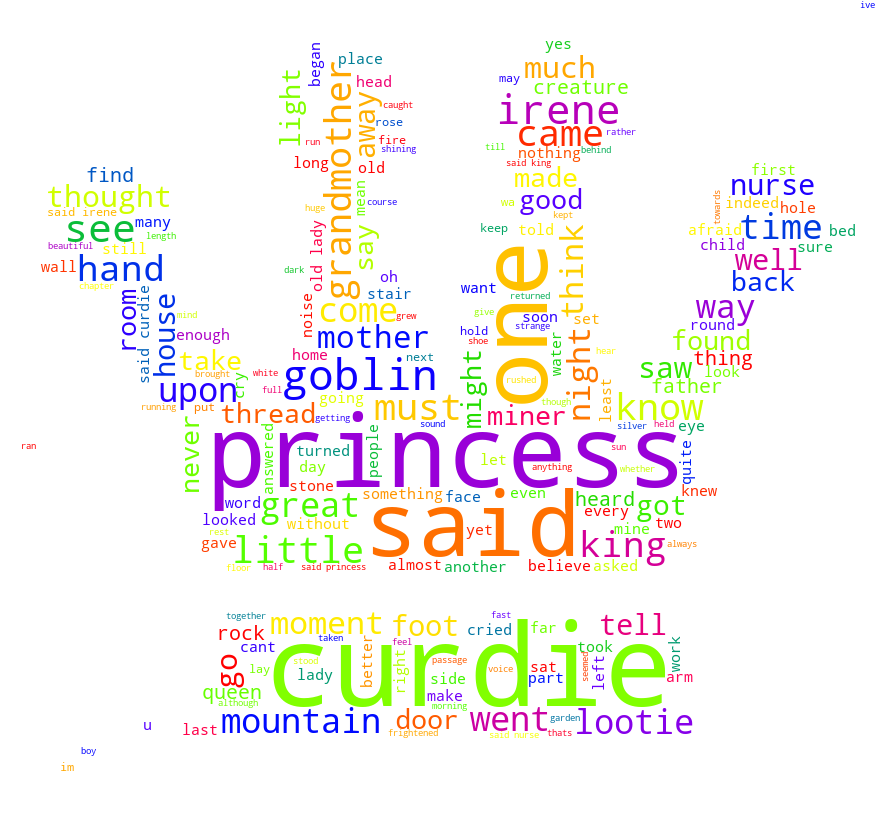 ive
yes
place
began
much
head
may
light
creature
grandmother
away
caught
irene
rose
came
rather
fire
run
shining
nothing
till
behind
long
old
said king
first
find
made
nurse
thought
mean
good
course
indeed
towards
said irene
huge
wa
kept
hole
see
many
say
old lady
keep
told
think
time
afraid
bed
beautiful
length
still
child
sure
wall
hand
dark
oh
one
well
chapter
room
house
said curdie
stair
want
returned
back
come
noise
give
soon
set
way
mind
grew
hold
strange
round
enough
mother
shoe
water
night
found
home
next
might
hear
thing
take
cry
goblin
saw
look
brought
white
rushed
father
upon
full
going
though
least
know
running
put
thread
getting
must
miner
held
silver
eye
sound
ran
never
princess
sun
quite
answered
turned
people
let
anything
whether
day
stone
something
face
even
heard
knew
word
great
without
said
every
got
looked
yet
mine
two
rest
gave
little
king
always
floor
half
said princess
almost
another
believe
asked
together
fast
moment
foot
cried
far
tell
rock
taken
curdie
cant
better
feel
took
work
go
stood
right
passage
voice
sat
seemed
left
lay
lady
side
part
arm
queen
make
although
morning
u
last
mountain
door
went
garden
lootie
frightened
said nurse
thats
boy
im